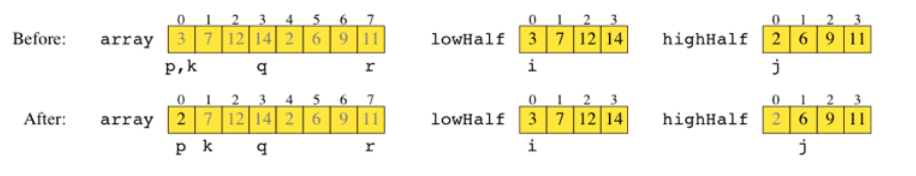 0 1 2 3 4 5 6 7 0 1 2 3 0 1 2 3
Before: array 3 7 12 14 2 6 9 11 lowHalf 3 7 12 14 highHalf 2 6 9 11
p,k q r i j
0 1 2 3 4 5 6 7 0 1 2 3 0 1 2 3
After: array 2 7 12 14 2 6 9 11 lowHalf 3 7 12 14 highHalf 2 6 9 11
p k q r i j